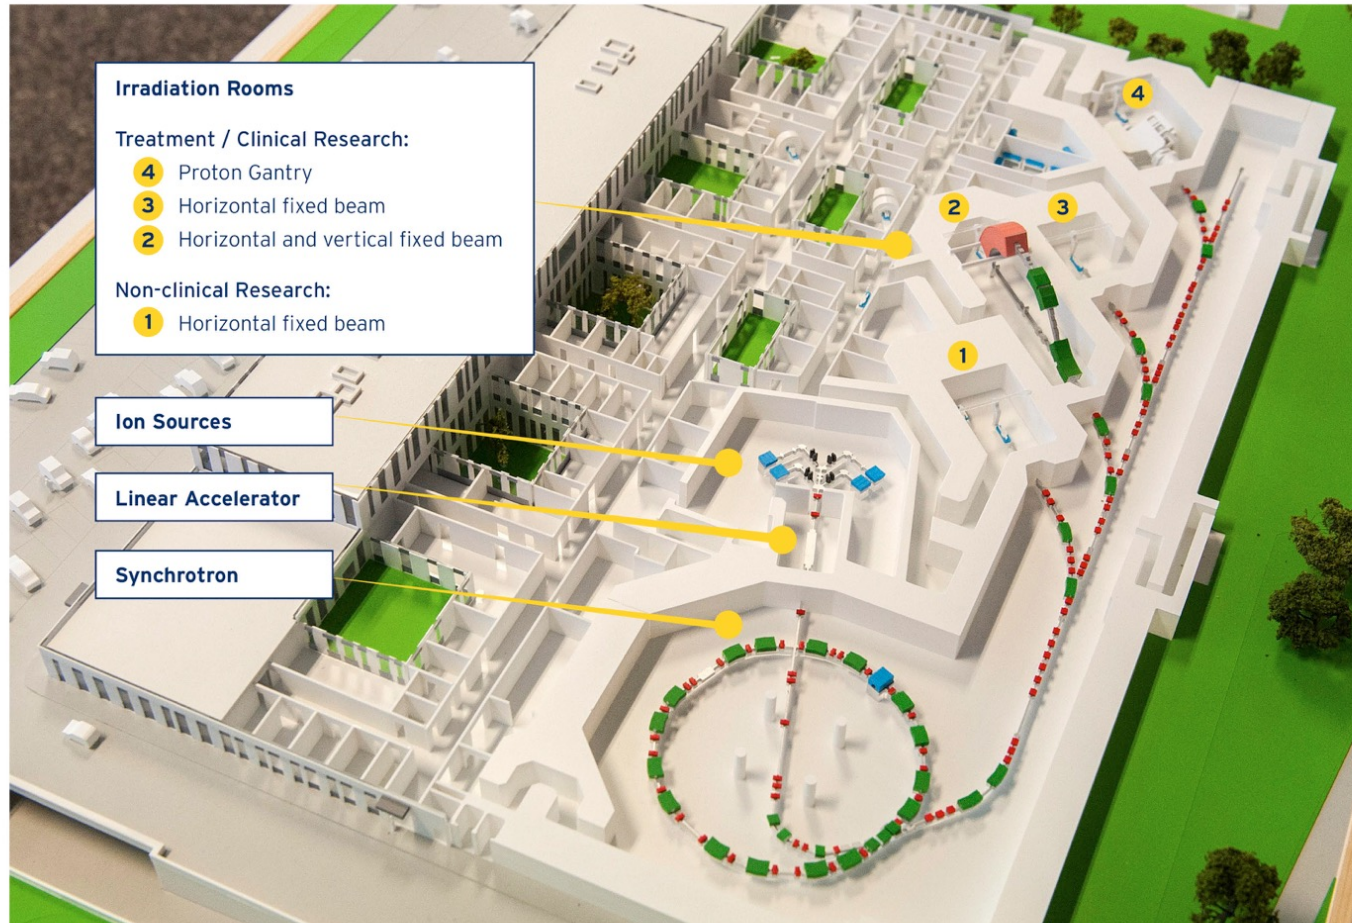 Irradiation Rooms
Treatment / Clinical Research:
4 Proton Gantry
3 Horizontal fixed beam
2 Horizontal and vertical fixed beam
Non-clinical Research:
1 Horizontal fixed beam
Ion Sources
Linear Accelerator
Synchrotron
4
2 3
1